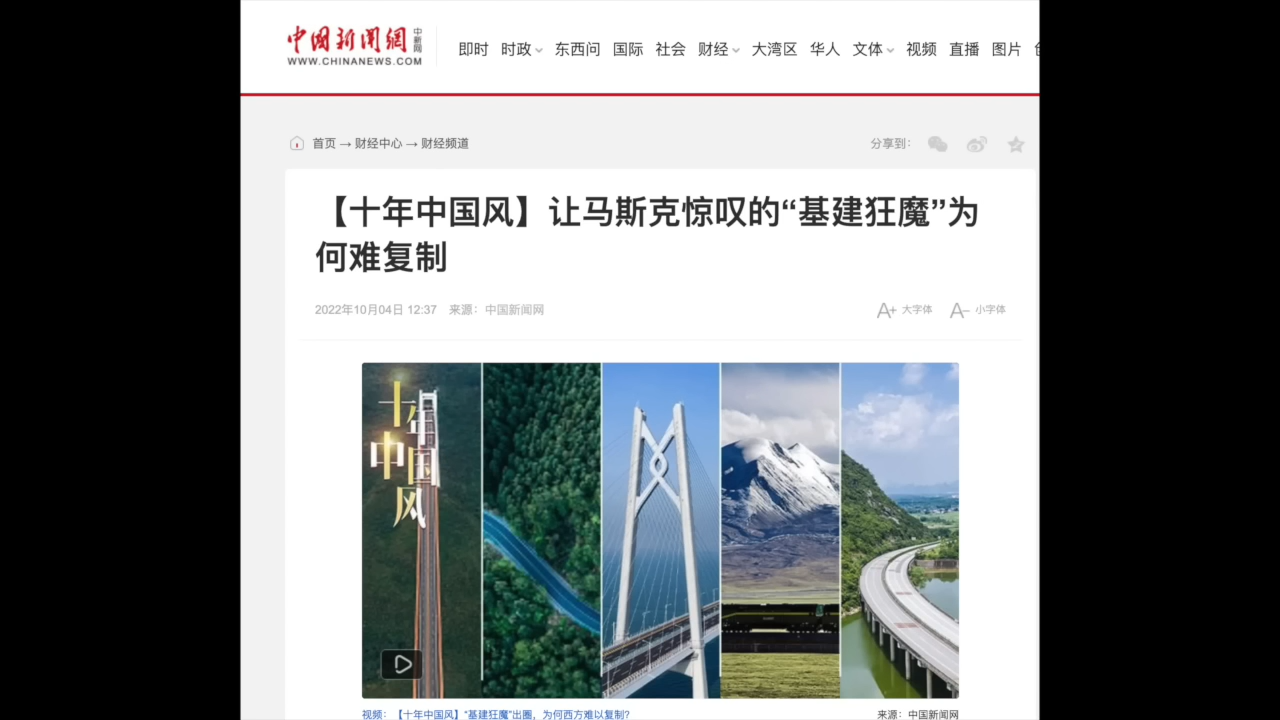 中国新闻網
中新网
WWW.CHINANEWS.COM
即时 时政 东西问 国际 社会 财经 大湾区 华人 文体 视频 直播 图片
首页 → 财经中心 → 财经频道
分享到：
【十年中国风】让马斯克惊叹的“基建狂魔”为
何难复制
2022年10月04日 12:37 来源：中国新闻网
A+ 大字体 A- 小字体
十年
中国
风
视频：【十年中国风】“基建狂魔”出圈，为何西方难以复制？
来源：中国新闻网